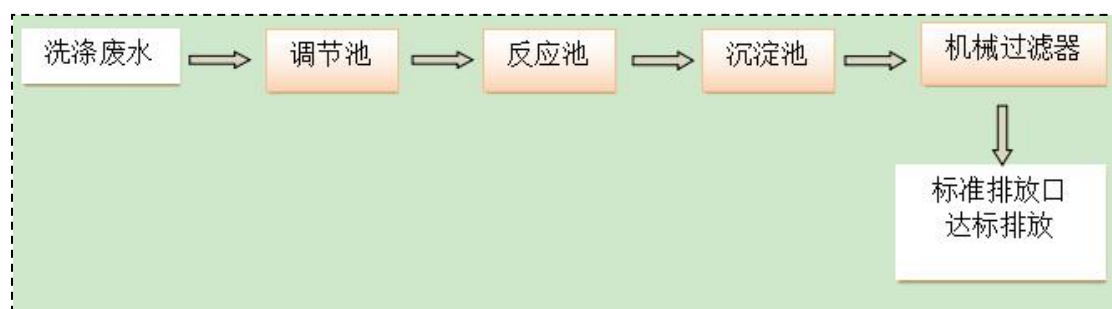 洗涤废水
调节池
反应池
沉淀池
机械过滤器
标准排放口
达标排放